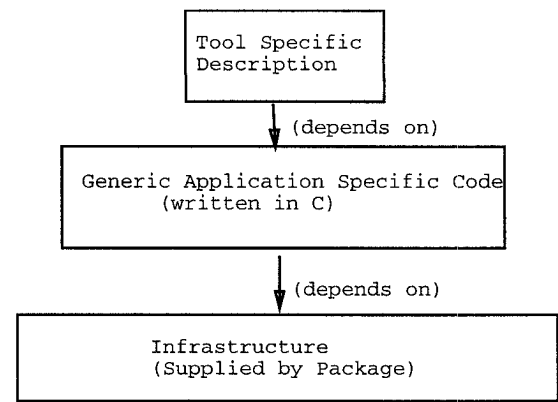 Tool Specific
Description
(depends on)
Generic Application Specific Code
(written in C)
(depends on)
Infrastructure
(Supplied by Package)